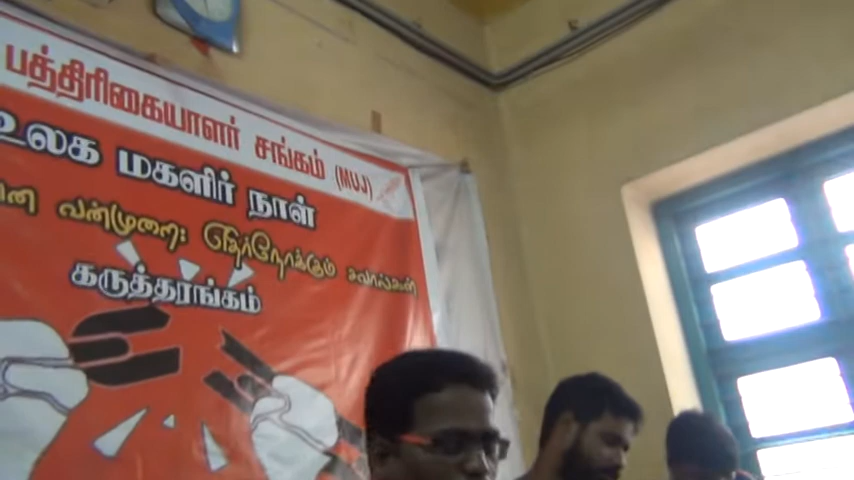 பத்திரிகையாளர் சங்கம் (MUJ)
உலக மகளிர் நாள்
வன்முறை: எதிர்நோக்கும் சவால்கள்
கருத்தரங்கம்